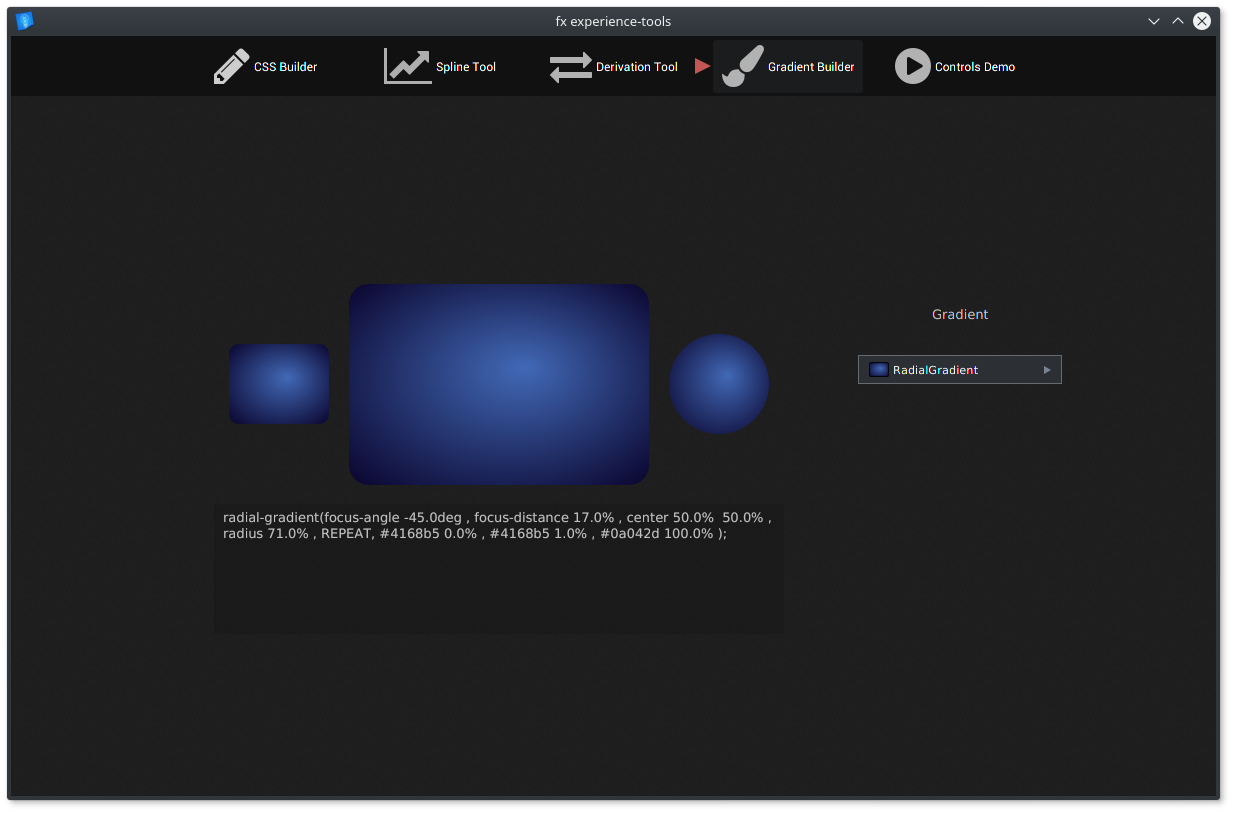 fx experience-tools
CSS Builder
Spline Tool
Derivation Tool
Gradient Builder
Controls Demo
Gradient
RadialGradient
radial-gradient(focus-angle -45.0deg , focus-distance 17.0% , center 50.0%  50.0% ,
radius 71.0% , REPEAT, #4168b5 0.0% , #4168b5 1.0% , #0a042d 100.0% );